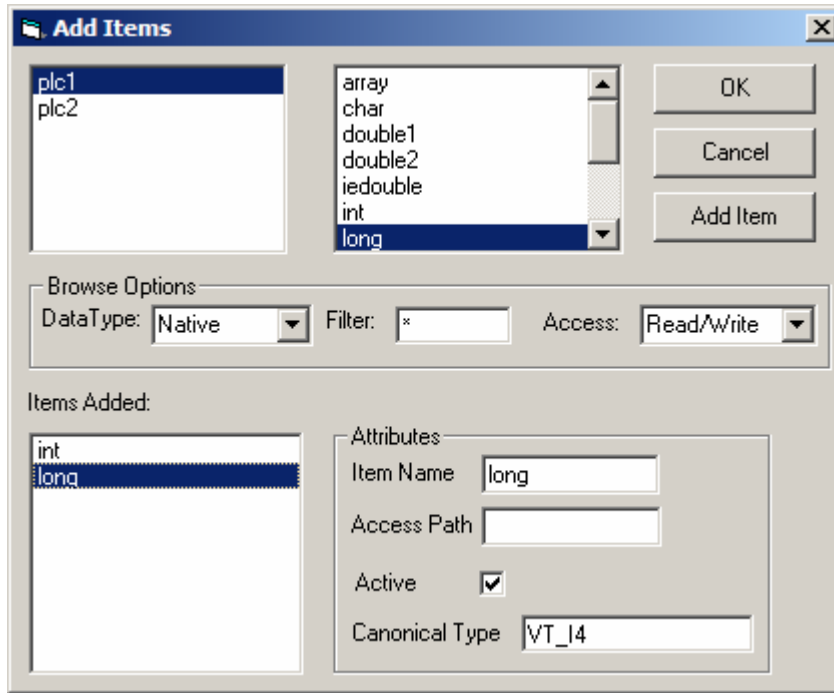 Add Items
plc1
plc2
array
char
double1
double2
iedouble
int
long
OK
Cancel
Add Item
Browse Options
DataType: Native Filter: * Access: Read/Write
Items Added:
int
long
Attributes
Item Name long
Access Path
Active
Canonical Type VT_I4